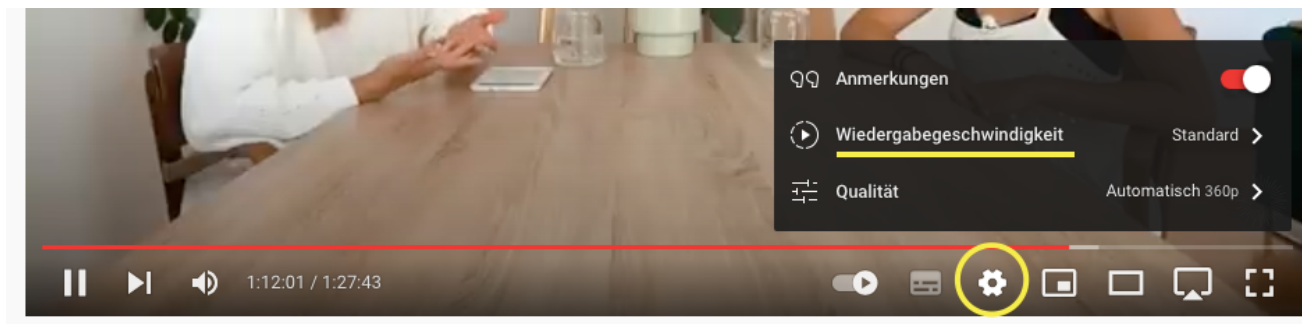 Anmerkungen
Wiedergabegeschwindigkeit Standard
Qualität Automatisch 360p
1:12:01 / 1:27:43